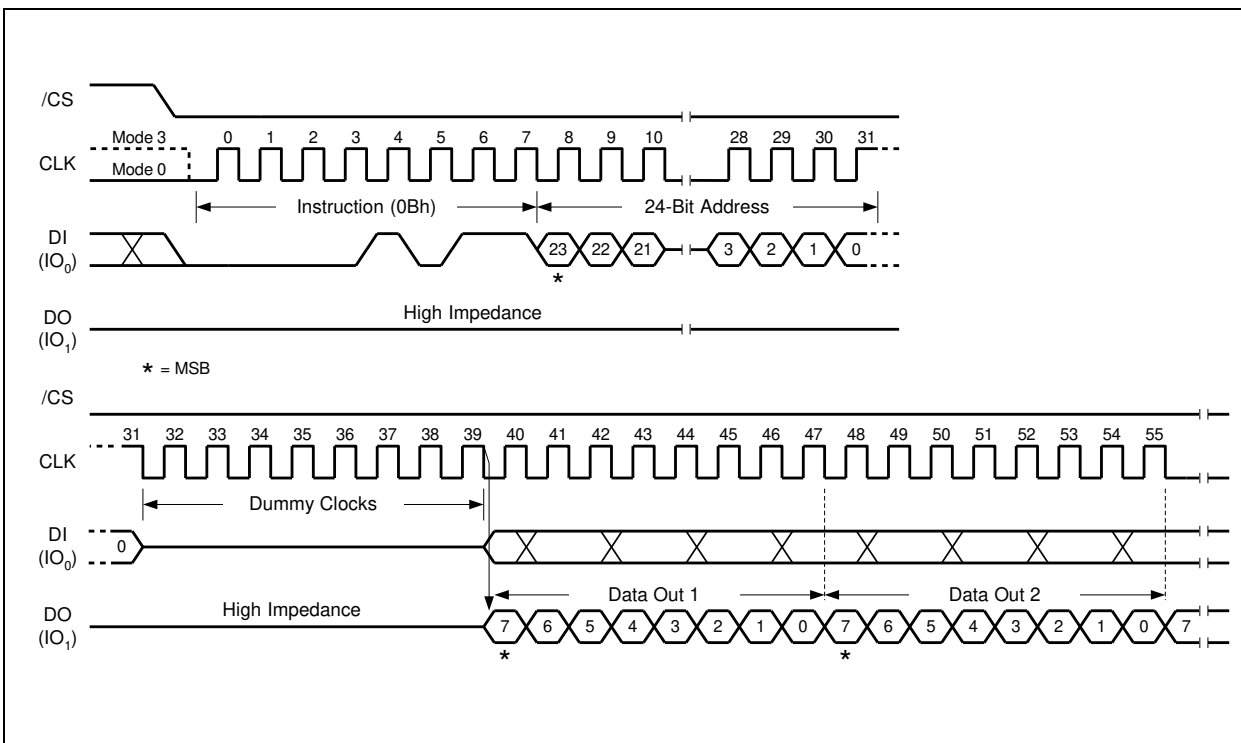 /CS
Mode 3 0 1 2 3 4 5 6 7 8 9 10 28 29 30 31
CLK
Mode 0
Instruction (0Bh) 24-Bit Address
DI
(IO0) 23 22 21 3 2 1 0
*
DO High Impedance
(IO1)
* = MSB
/CS
31 32 33 34 35 36 37 38 39 40 41 42 43 44 45 46 47 48 49 50 51 52 53 54 55
CLK
Dummy Clocks
DI
(IO0) 0
Data Out 1 Data Out 2
DO High Impedance
(IO1) 7 6 5 4 3 2 1 0 7 6 5 4 3 2 1 0 7
* *